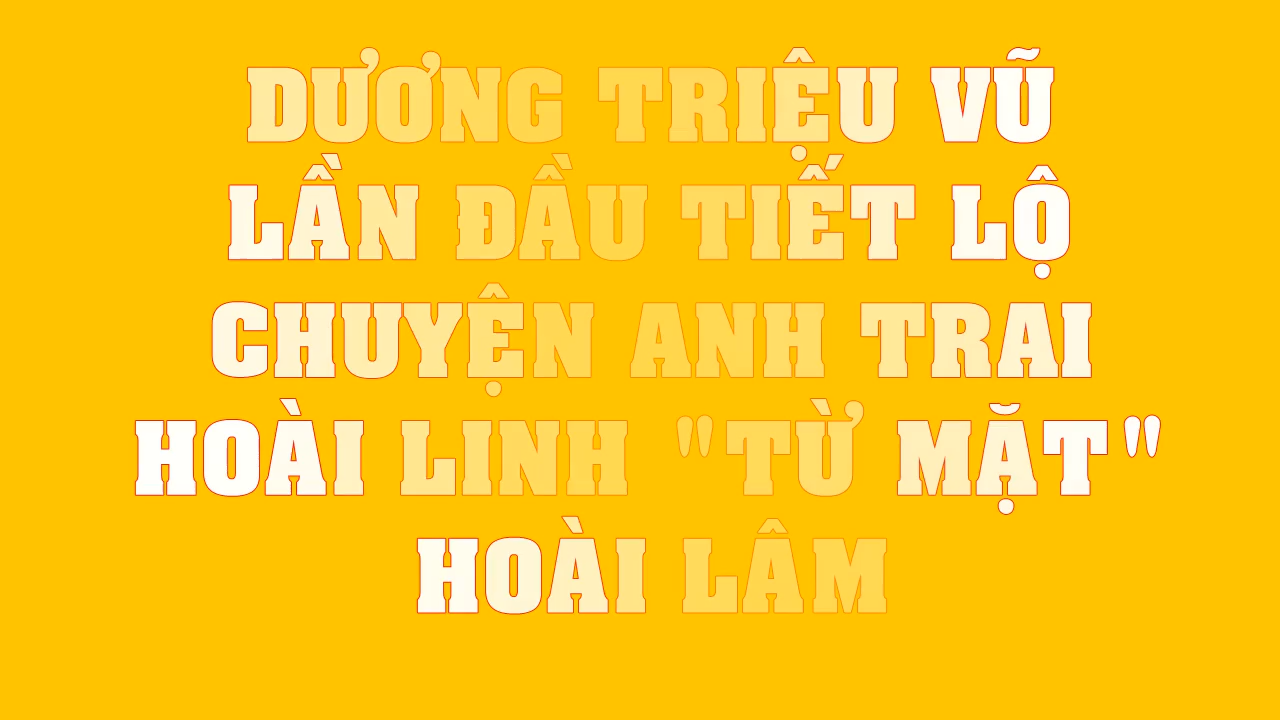 DƯƠNG TRIỆU VŨ
LẦN ĐẦU TIẾT LỘ
CHUYỆN ANH TRAI
HOÀI LINH "TỪ MẶT"
HOÀI LÂM